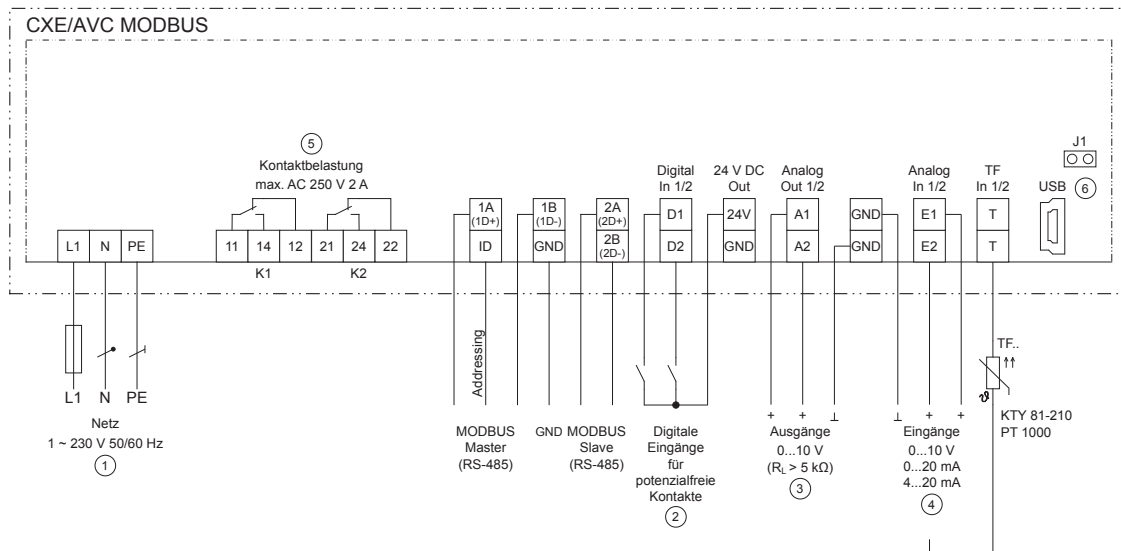 CXE/AVC MODBUS
J1
5
Kontaktbelastung
max. AC 250 V 2 A
Digital
In 1/2
24 V DC
Out
Analog
Out 1/2
Analog
In 1/2
TF
In 1/2
USB 6
1A
(1D+)
1B
(1D-)
2A
(2D+)
D1
24V
A1
GND
E1
T
L1 N PE
11 14 12 21 24 22
ID
GND
2B
(2D-)
D2
GND
A2
GND
E2
T
K1 K2
Addressing
TF..
ϑ
KTY 81-210
PT 1000
L1 N PE
Netz
1 ~ 230 V 50/60 Hz
1
MODBUS
Master
(RS-485)
GND
MODBUS
Slave
(RS-485)
Digitale
Eingänge
für
potenzialfreie
Kontakte
2
+ + ⊥
Ausgänge
0...10 V
(RL > 5 kΩ)
3
⊥ + +
Eingänge
0...10 V
0...20 mA
4...20 mA
4